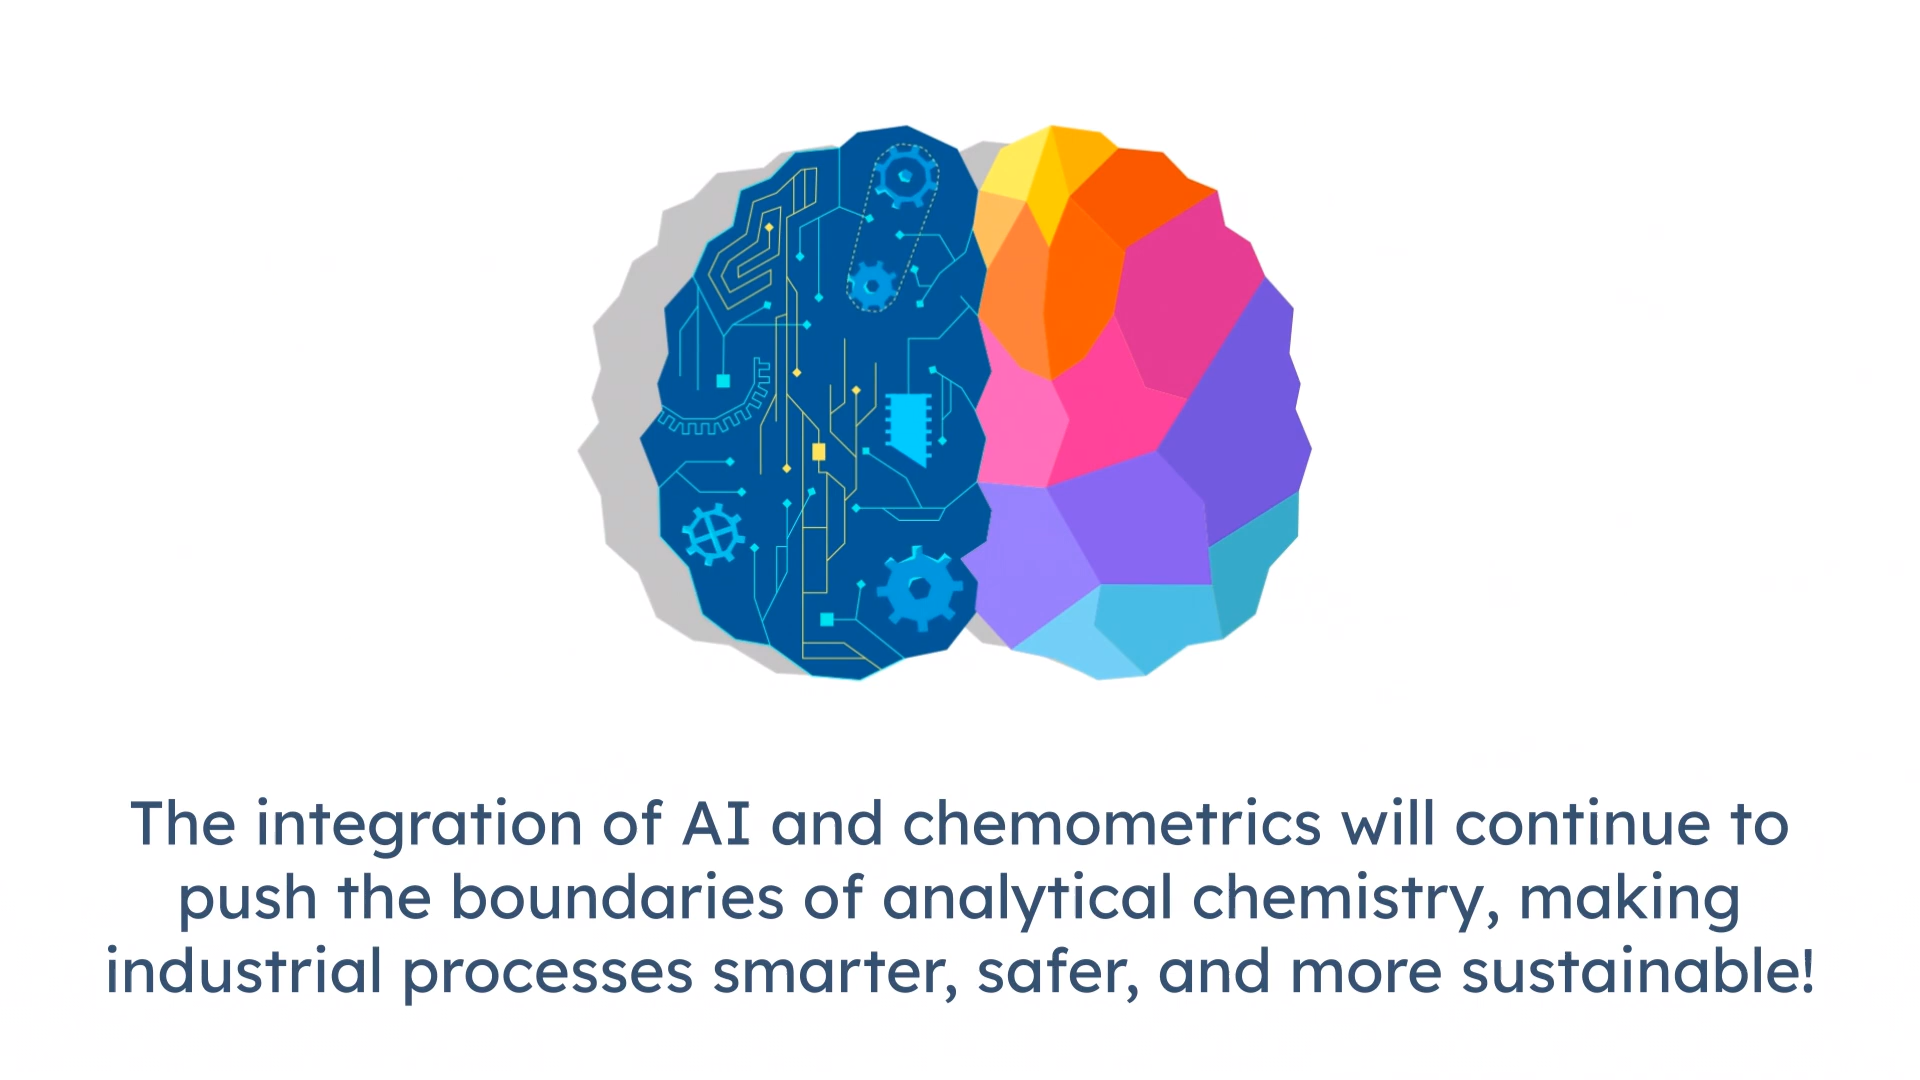 The integration of AI and chemometrics will continue to
push the boundaries of analytical chemistry, making
industrial processes smarter, safer, and more sustainable!